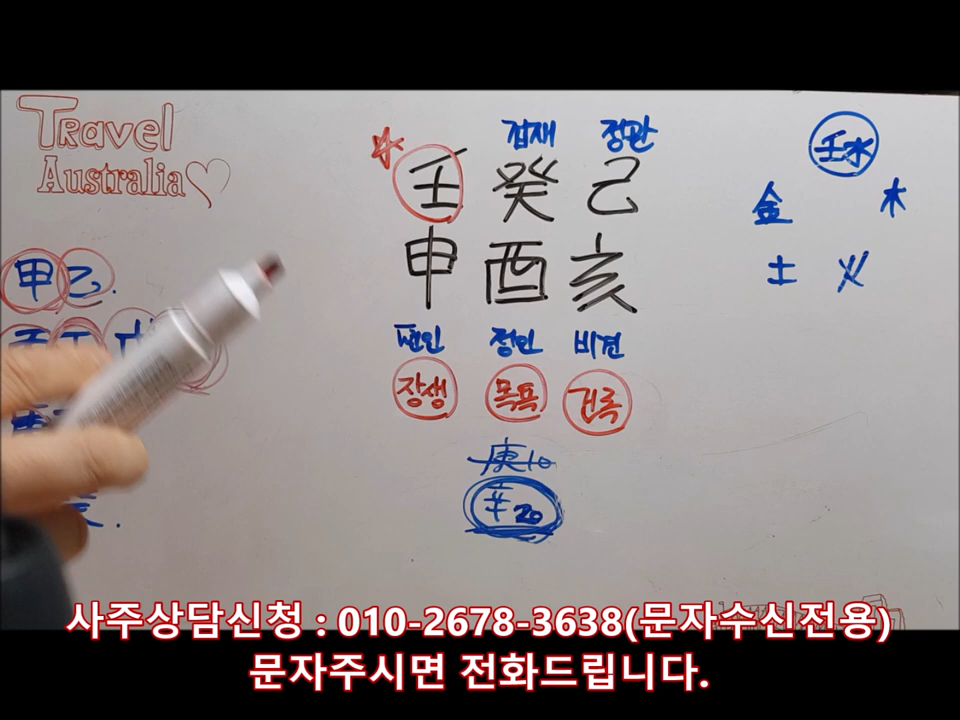 Travel
Australia
겁재 정관
壬 癸 己
申 酉 亥
편인 정인 비견
장생 목욕 건록
庚10
辛20
壬水
金 木
土 火
甲乙.
사주상담신청 : 010-2678-3638(문자수신전용)
문자주시면 전화드립니다.